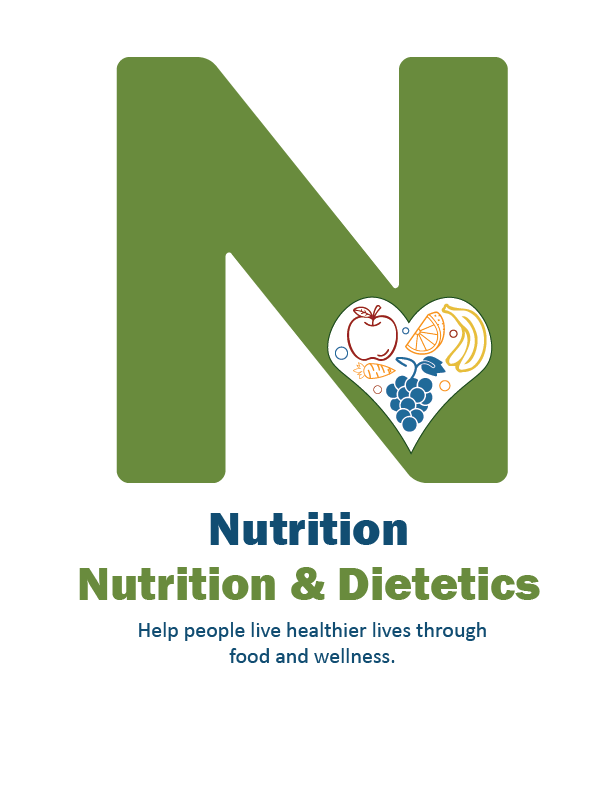 N
Nutrition
Nutrition & Dietetics
Help people live healthier lives through
food and wellness.